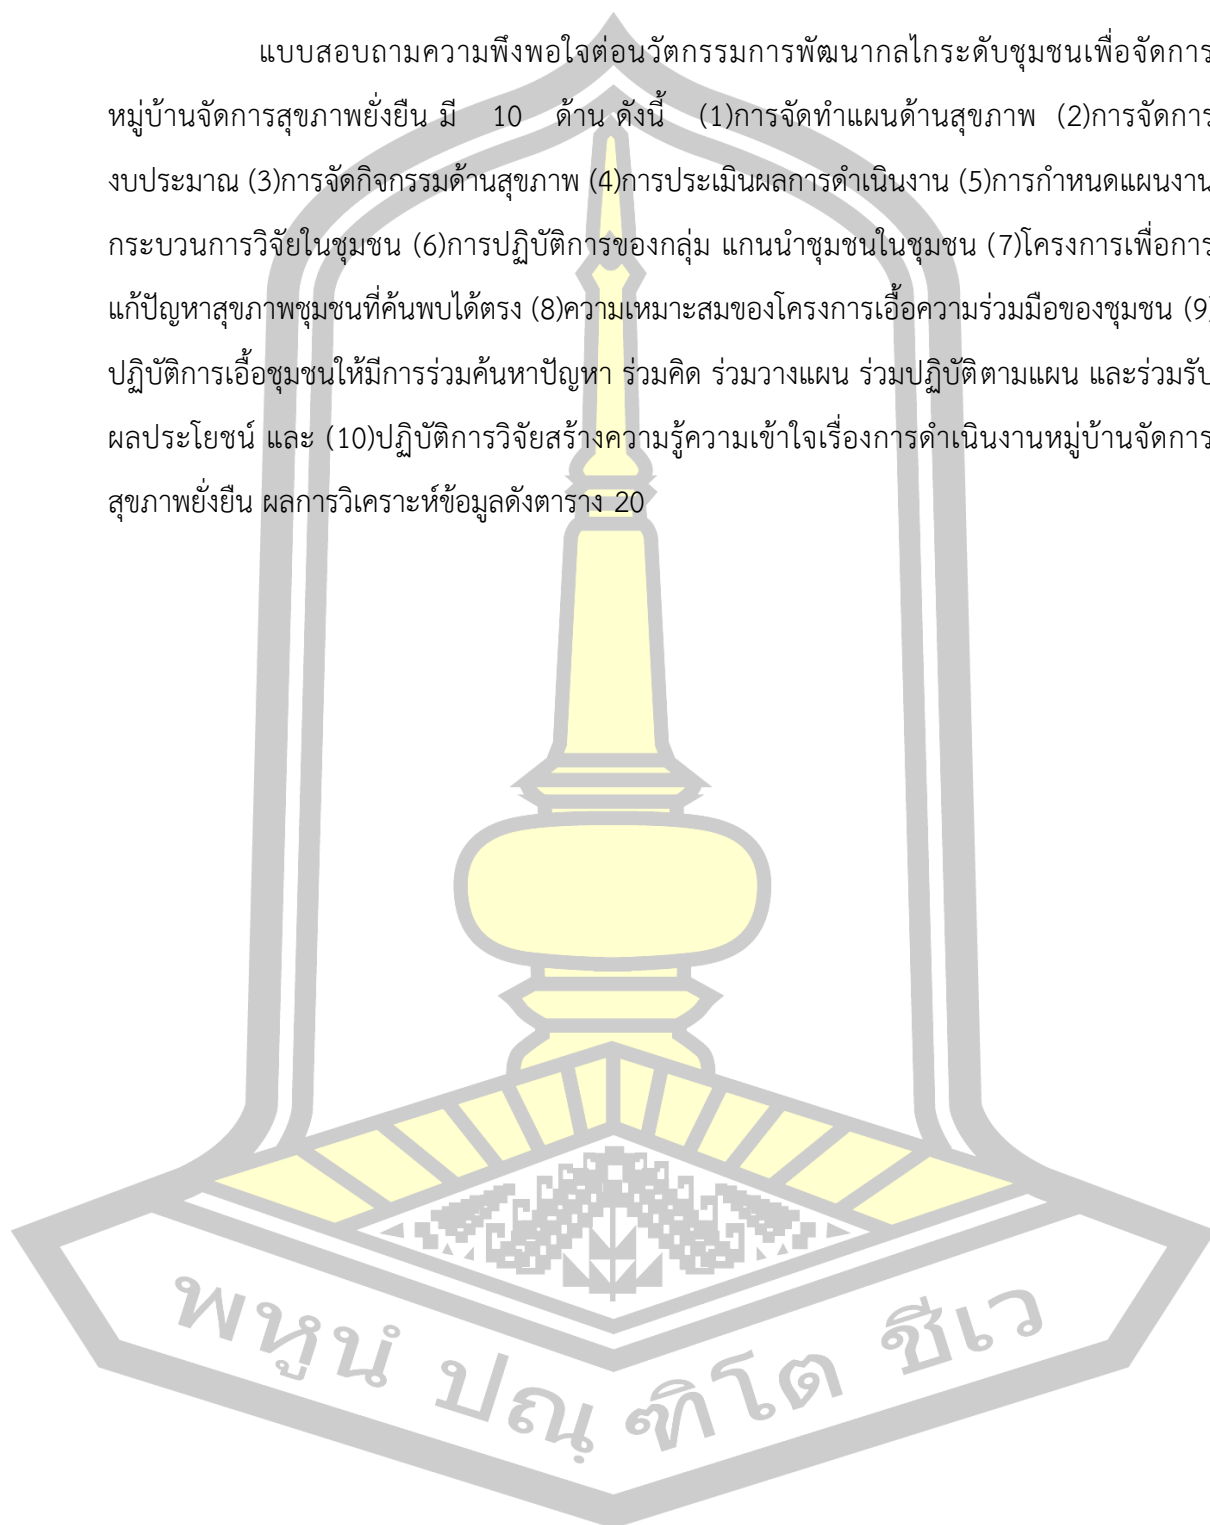 แบบสอบถามความพึงพอใจต่อนวัตกรรมการพัฒนากลไกระดับชุมชนเพื่อจัดการ
หมู่บ้านจัดการสุขภาพยั่งยืน มี 10 ด้าน ดังนี้ (1)การจัดทำแผนด้านสุขภาพ (2)การจัดการ
งบประมาณ (3)การจัดกิจกรรมด้านสุขภาพ (4)การประเมินผลการดำเนินงาน (5)การกำหนดแผนงาน
กระบวนการวิจัยในชุมชน (6)การปฏิบัติการของกลุ่ม แกนนำชุมชนในชุมชน (7)โครงการเพื่อการ
แก้ปัญหาสุขภาพชุมชนที่ค้นพบได้ตรง (8)ความเหมาะสมของโครงการเอื้อความร่วมมือของชุมชน (9)
ปฏิบัติการเอื้อชุมชนให้มีการร่วมค้นหาปัญหา ร่วมคิด ร่วมวางแผน ร่วมปฏิบัติตามแผน และร่วมรับ
ผลประโยชน์ และ (10)ปฏิบัติการวิจัยสร้างความรู้ความเข้าใจเรื่องการดำเนินงานหมู่บ้านจัดการ
สุขภาพยั่งยืน ผลการวิเคราะห์ข้อมูลดังตาราง 20
พหูนํ ปณฺฑิโต ชีเว